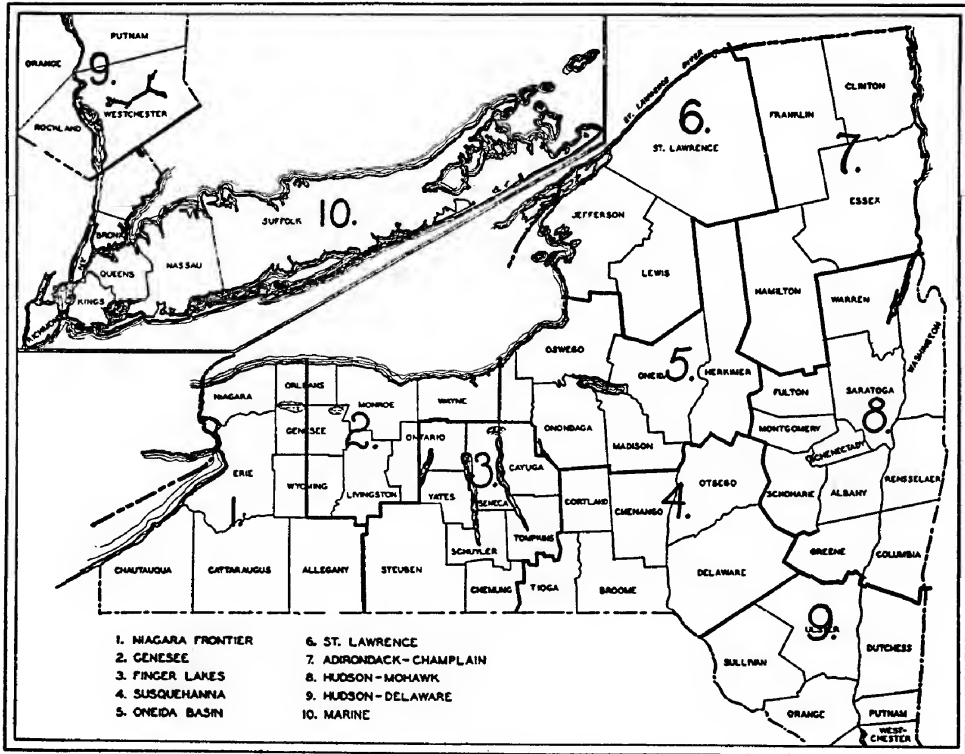 PUTNAM
ORANGE
9.
WESTCHESTER
ROCKLAND
SUFFOLK
10.
BRONX
QUEENS
NASSAU
N.Y.
KINGS
RICHMOND
ST. LAWRENCE RIVER
6.
ST. LAWRENCE
FRANKLIN
CLINTON
7.
ESSEX
JEFFERSON
LEWIS
HAMILTON
WARREN
WASHINGTON
OSWEGO
ONEIDA
5.
HERKIMER
FULTON
SARATOGA
8.
MONTGOMERY
SCHENECTADY
NIAGARA
ORLEANS
MONROE
WAYNE
GENESEE
2.
ONTARIO
3.
CAYUGA
ONONDAGA
MADISON
ERIE
1.
WYOMING
LIVINGSTON
YATES
SENECA
CORTLAND
CHENANGO
4.
OTSEGO
SCHOHARIE
ALBANY
RENSSELAER
SCHUYLER
TOMPKINS
CHAUTAUQUA
CATTARAUGUS
ALLEGANY
STEUBEN
CHEMUNG
TIOGA
BROOME
DELAWARE
GREENE
COLUMBIA
9.
ULSTER
SULLIVAN
DUTCHESS
ORANGE
PUTNAM
WEST-
CHESTER
1. NIAGARA FRONTIER
2. GENESEE
3. FINGER LAKES
4. SUSQUEHANNA
5. ONEIDA BASIN
6. ST. LAWRENCE
7. ADIRONDACK-CHAMPLAIN
8. HUDSON-MOHAWK
9. HUDSON-DELAWARE
10. MARINE